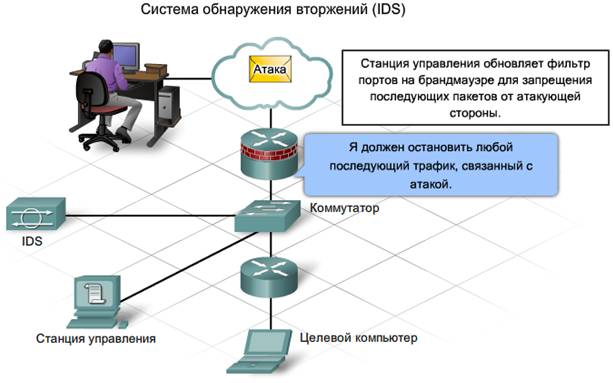 Система обнаружения вторжений (IDS)
Атака
Станция управления обновляет фильтр
портов на брандмауэре для запрещения
последующих пакетов от атакующей
стороны.
Я должен остановить любой
последующий трафик, связанный с
атакой.
Коммутатор
IDS
Станция управления
Целевой компьютер